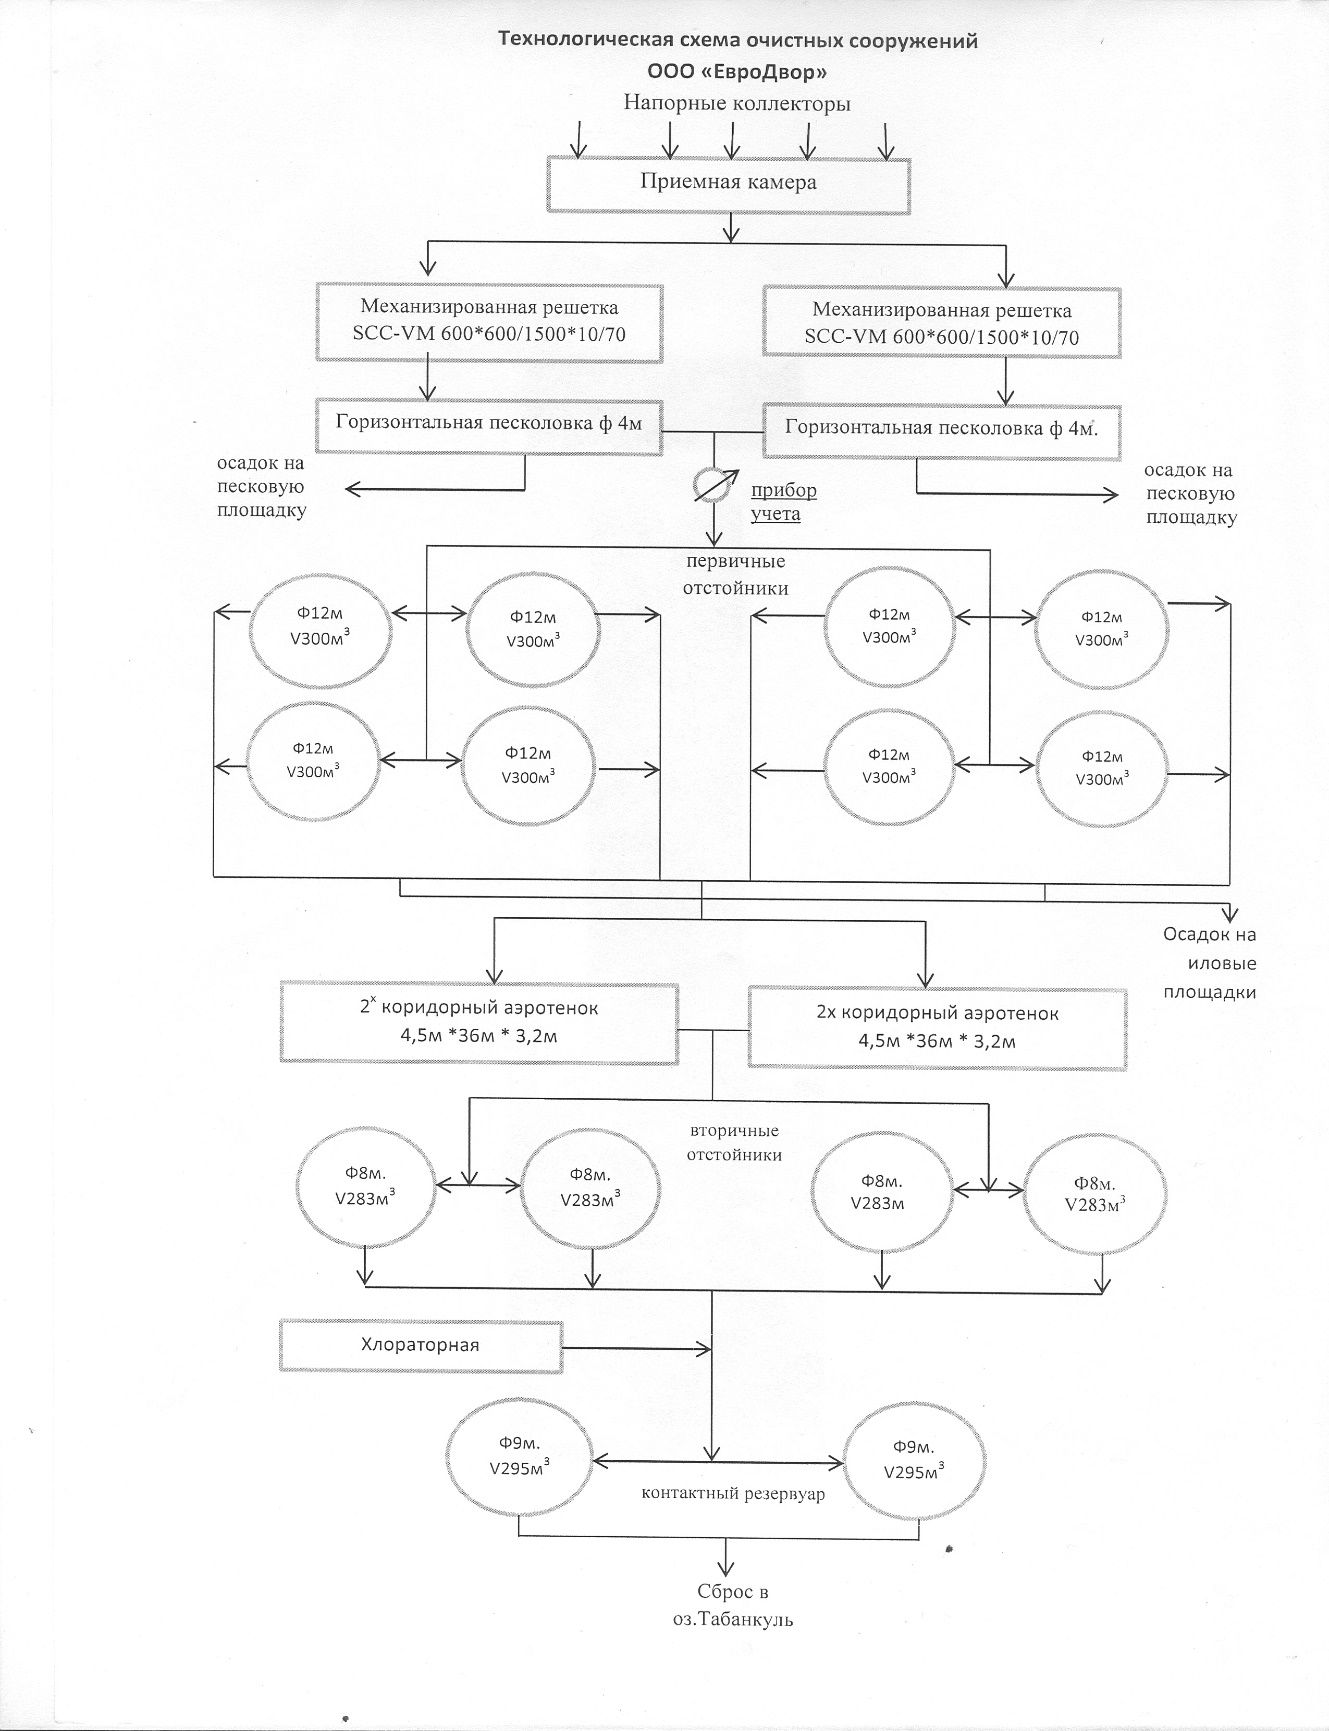 Технологическая схема очистных сооружений
ООО «ЕвроДвор»
Напорные коллекторы
Приемная камера
Механизированная решетка
SCC-VM 600*600/1500*10/70
Механизированная решетка
SCC-VM 600*600/1500*10/70
Горизонтальная песколовка ф 4м
Горизонтальная песколовка ф 4м.
осадок на
песковую
площадку
прибор
учета
осадок на
песковую
площадку
первичные
отстойники
Ф12м
V300м³
Ф12м
V300м³
Ф12м
V300м³
Ф12м
V300м³
Ф12м
V300м³
Ф12м
V300м³
Ф12м
V300м³
Ф12м
V300м³
Осадок на
иловые
площадки
2ˣ коридорный аэротенок
4,5м *36м * 3,2м
2х коридорный аэротенок
4,5м *36м * 3,2м
вторичные
отстойники
Ф8м.
V283м³
Ф8м.
V283м³
Ф8м.
V283м
Ф8м.
V283м³
Хлораторная
Ф9м.
V295м³
Ф9м.
V295м³
контактный резервуар
Сброс в
оз.Табанкуль